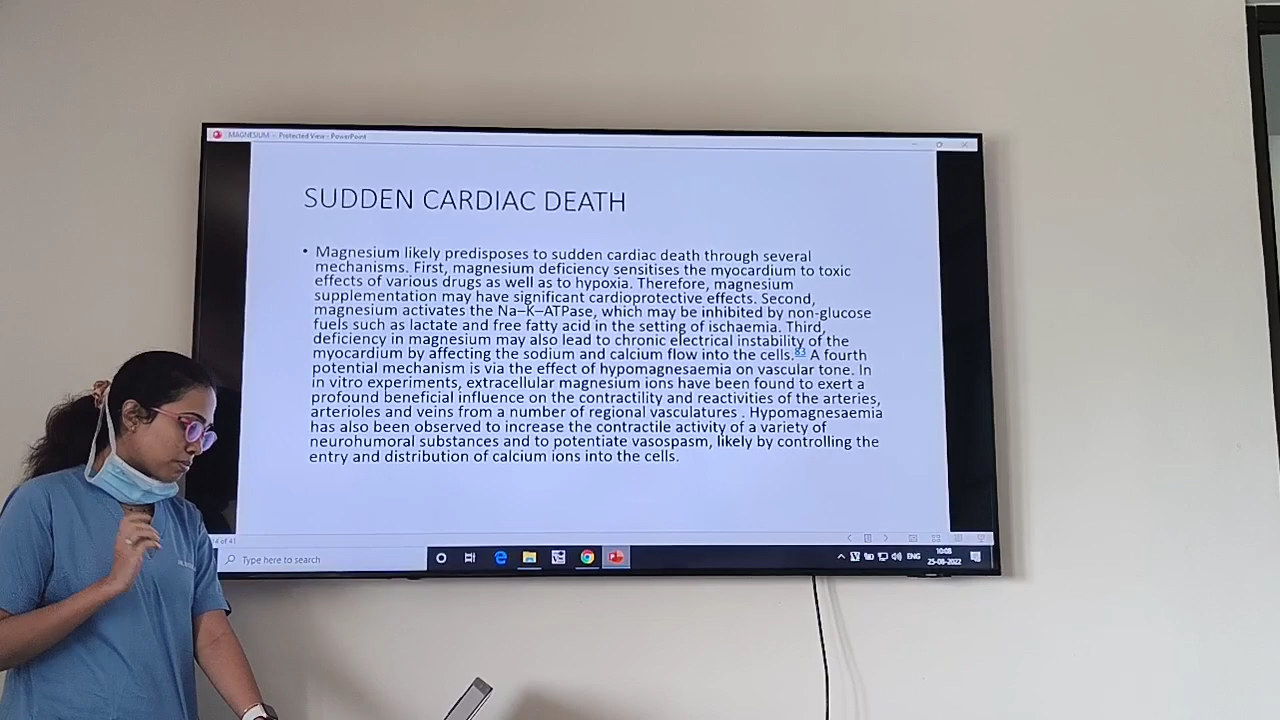 MAGNESIUM - Protected View - PowerPoint
SUDDEN CARDIAC DEATH
• Magnesium likely predisposes to sudden cardiac death through several
mechanisms. First, magnesium deficiency sensitises the myocardium to toxic
effects of various drugs as well as to hypoxia. Therefore, magnesium
supplementation may have significant cardioprotective effects. Second,
magnesium activates the Na–K–ATPase, which may be inhibited by non-glucose
fuels such as lactate and free fatty acid in the setting of ischaemia. Third,
deficiency in magnesium may also lead to chronic electrical instability of the
myocardium by affecting the sodium and calcium flow into the cells.83 A fourth
potential mechanism is via the effect of hypomagnesaemia on vascular tone. In
in vitro experiments, extracellular magnesium ions have been found to exert a
profound beneficial influence on the contractility and reactivities of the arteries,
arterioles and veins from a number of regional vasculatures . Hypomagnesaemia
has also been observed to increase the contractile activity of a variety of
neurohumoral substances and to potentiate vasospasm, likely by controlling the
entry and distribution of calcium ions into the cells.
of 41
Type here to search
ENG
10:08
25-08-2022